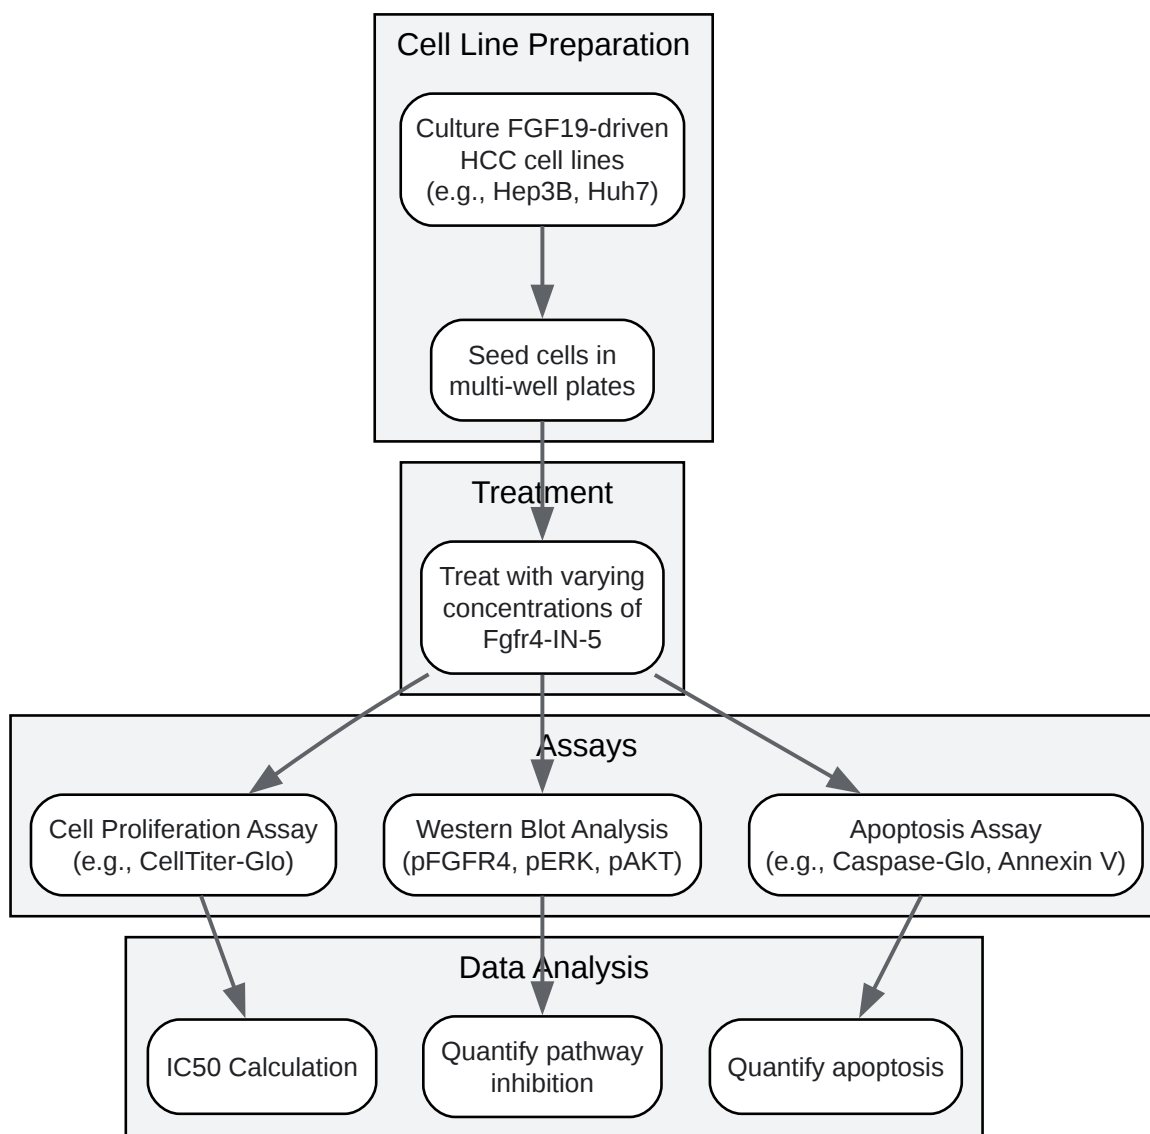 Cell Line Preparation
Culture FGF19-driven
HCC cell lines
(e.g., Hep3B, Huh7)
Seed cells in
multi-well plates
Treatment
Treat with varying
concentrations of
Fgfr4-IN-5
Assays
Cell Proliferation Assay
(e.g., CellTiter-Glo)
Western Blot Analysis
(pFGFR4, pERK, pAKT)
Apoptosis Assay
(e.g., Caspase-Glo, Annexin V)
Data Analysis
IC50 Calculation
Quantify pathway
inhibition
Quantify apoptosis